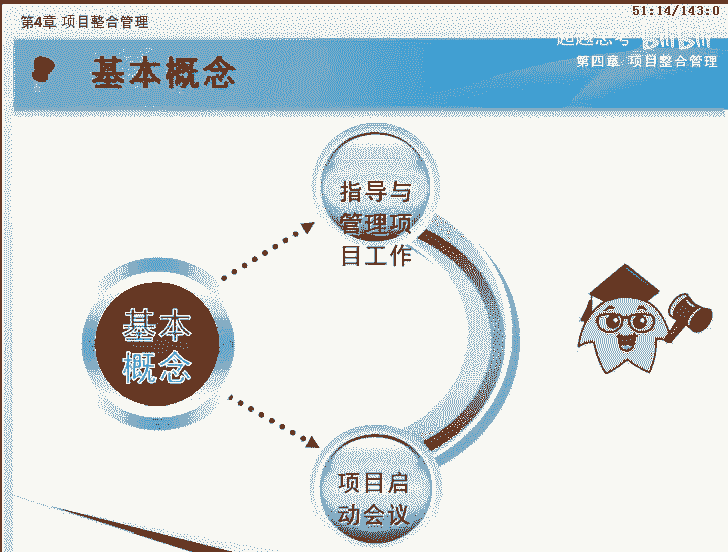 51:14/143:0
第4章 项目整合管理
bilibili
第四章 项目整合管理
基本概念
指导与
管理项
目工作
基本
概念
项目启
动会议